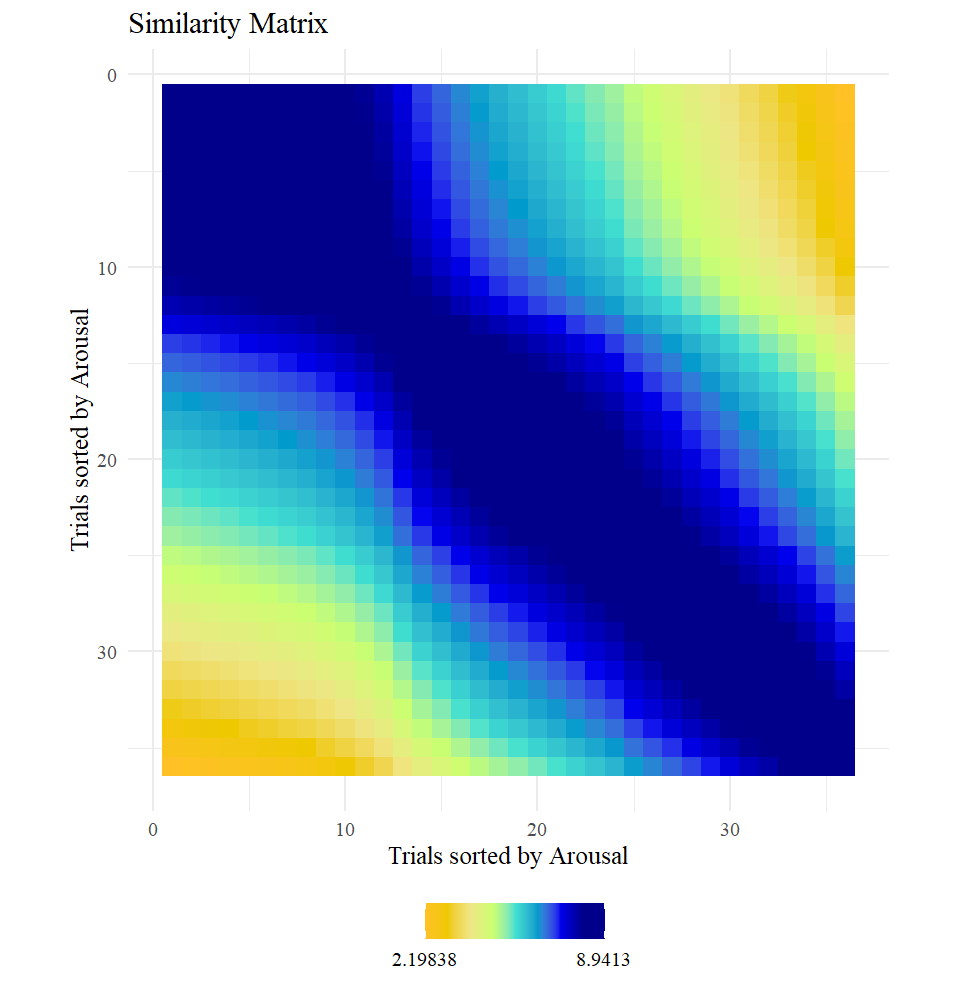 Similarity Matrix
0
10
20
30
Trials sorted by Arousal
0 10 20 30
Trials sorted by Arousal
2.19838 8.9413